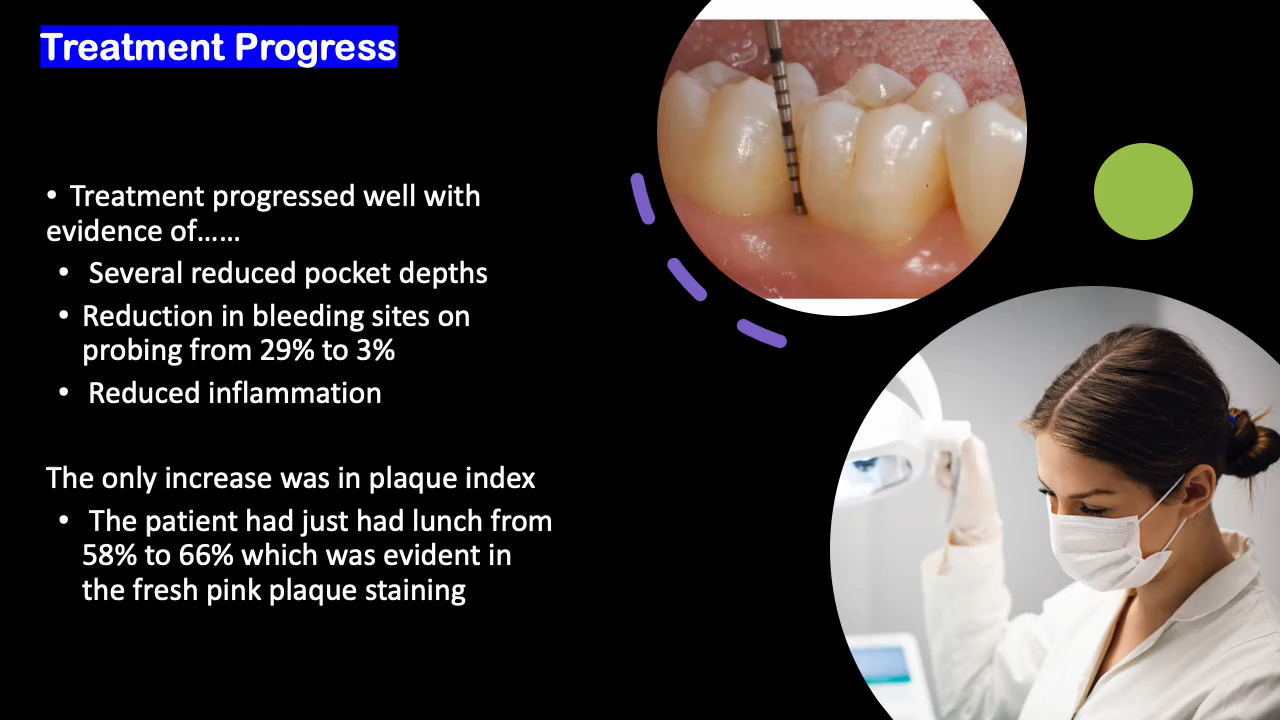 Treatment Progress
• Treatment progressed well with
evidence of……
• Several reduced pocket depths
• Reduction in bleeding sites on
probing from 29% to 3%
• Reduced inflammation
The only increase was in plaque index
• The patient had just had lunch from
58% to 66% which was evident in
the fresh pink plaque staining